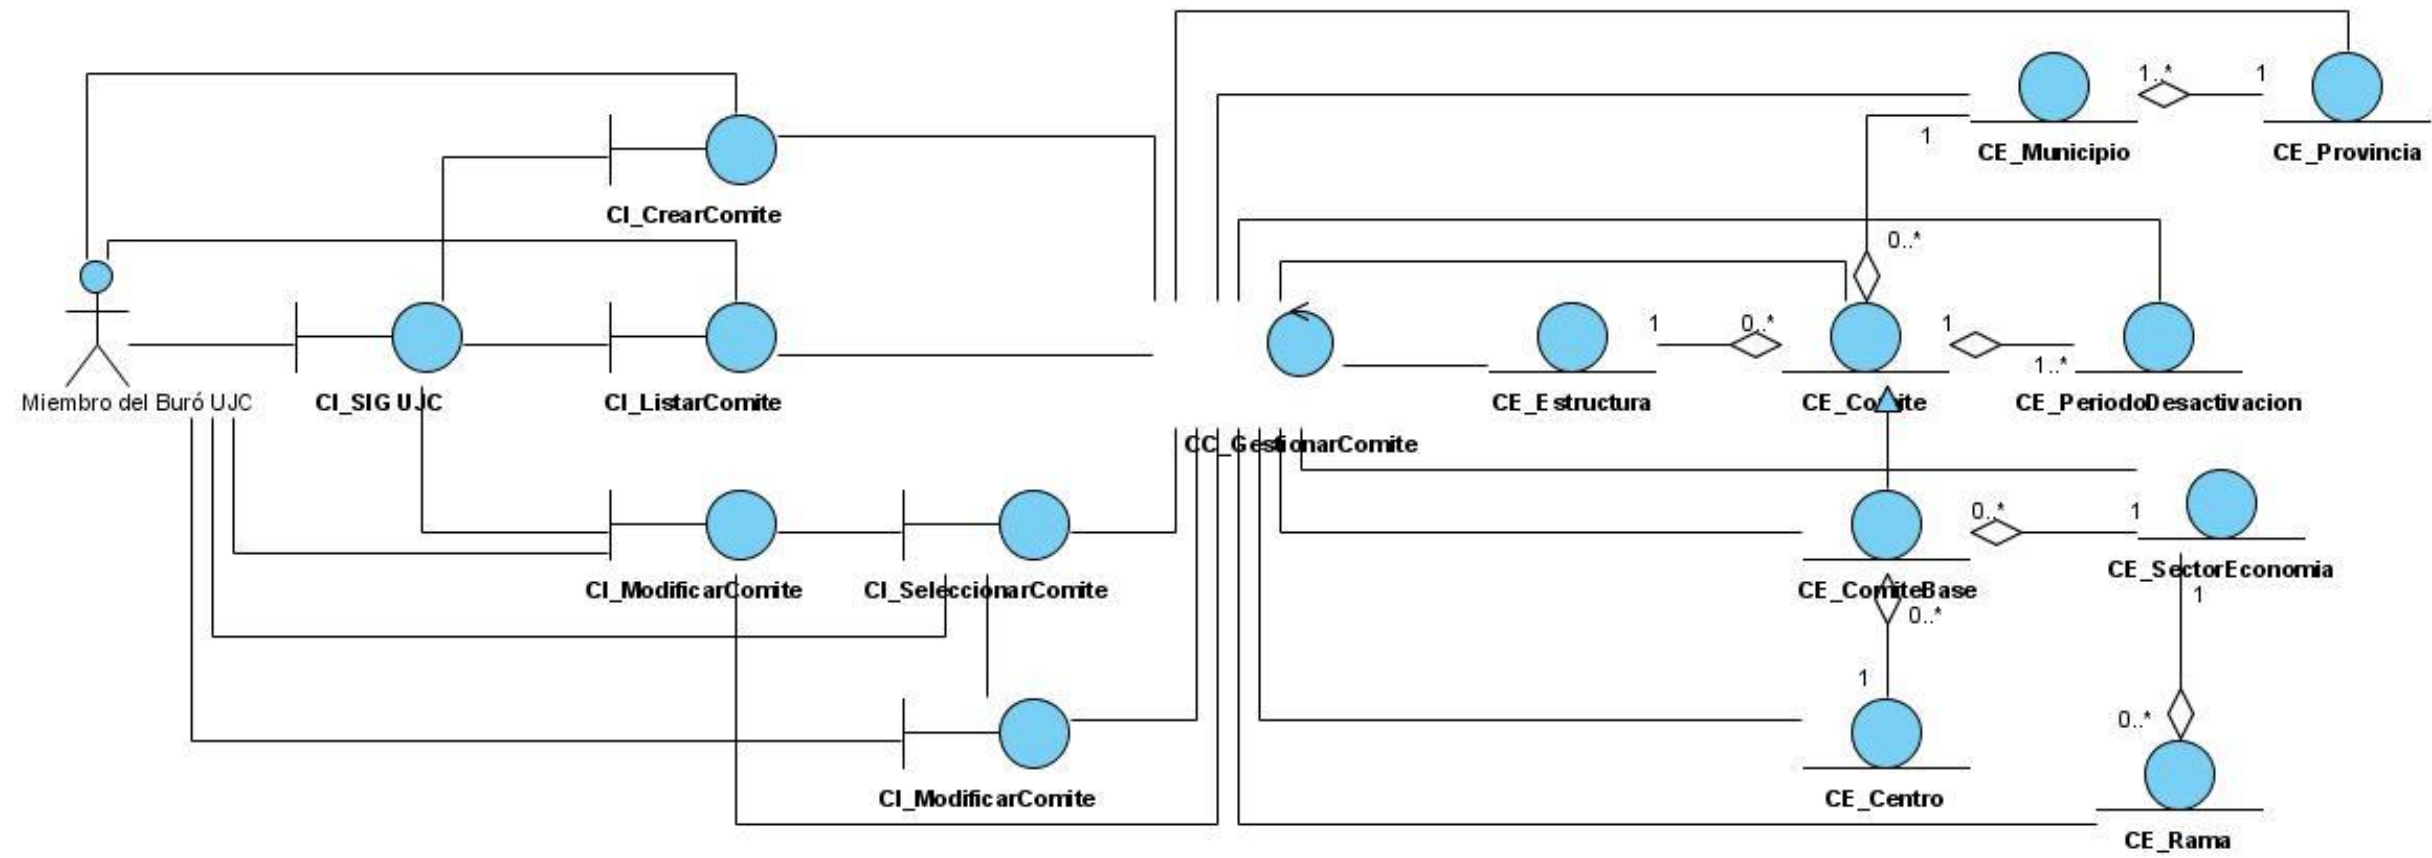 1..*
1
CE_Municipio
CE_Provincia
1
CI_CrearComite
0..*
1
0..*
1
1..*
Miembro del Buró UJC
CI_SIG UJC
CI_ListarComite
CE_Estructura
CE_Comite
CE_PeriodoDesactivacion
CC_GestionarComite
0..*
1
CI_ModificarComite
CI_SeleccionarComite
CE_ComiteBase
CE_SectorEconomia
0..*
1
1
0..*
CI_ModificarComite
CE_Centro
CE_Rama